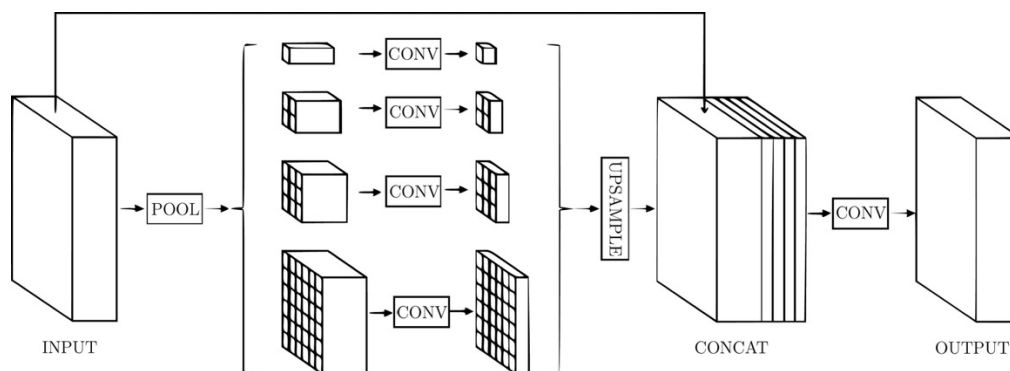 CONV
CONV
CONV
CONV
POOL
UPSAMPLE
CONV
INPUT
CONCAT
OUTPUT